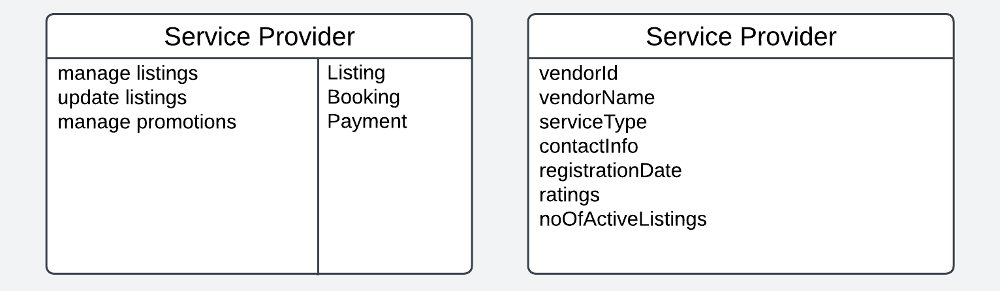 Service Provider
manage listings
update listings
manage promotions
Listing
Booking
Payment
Service Provider
vendorId
vendorName
serviceType
contactInfo
registrationDate
ratings
noOfActiveListings